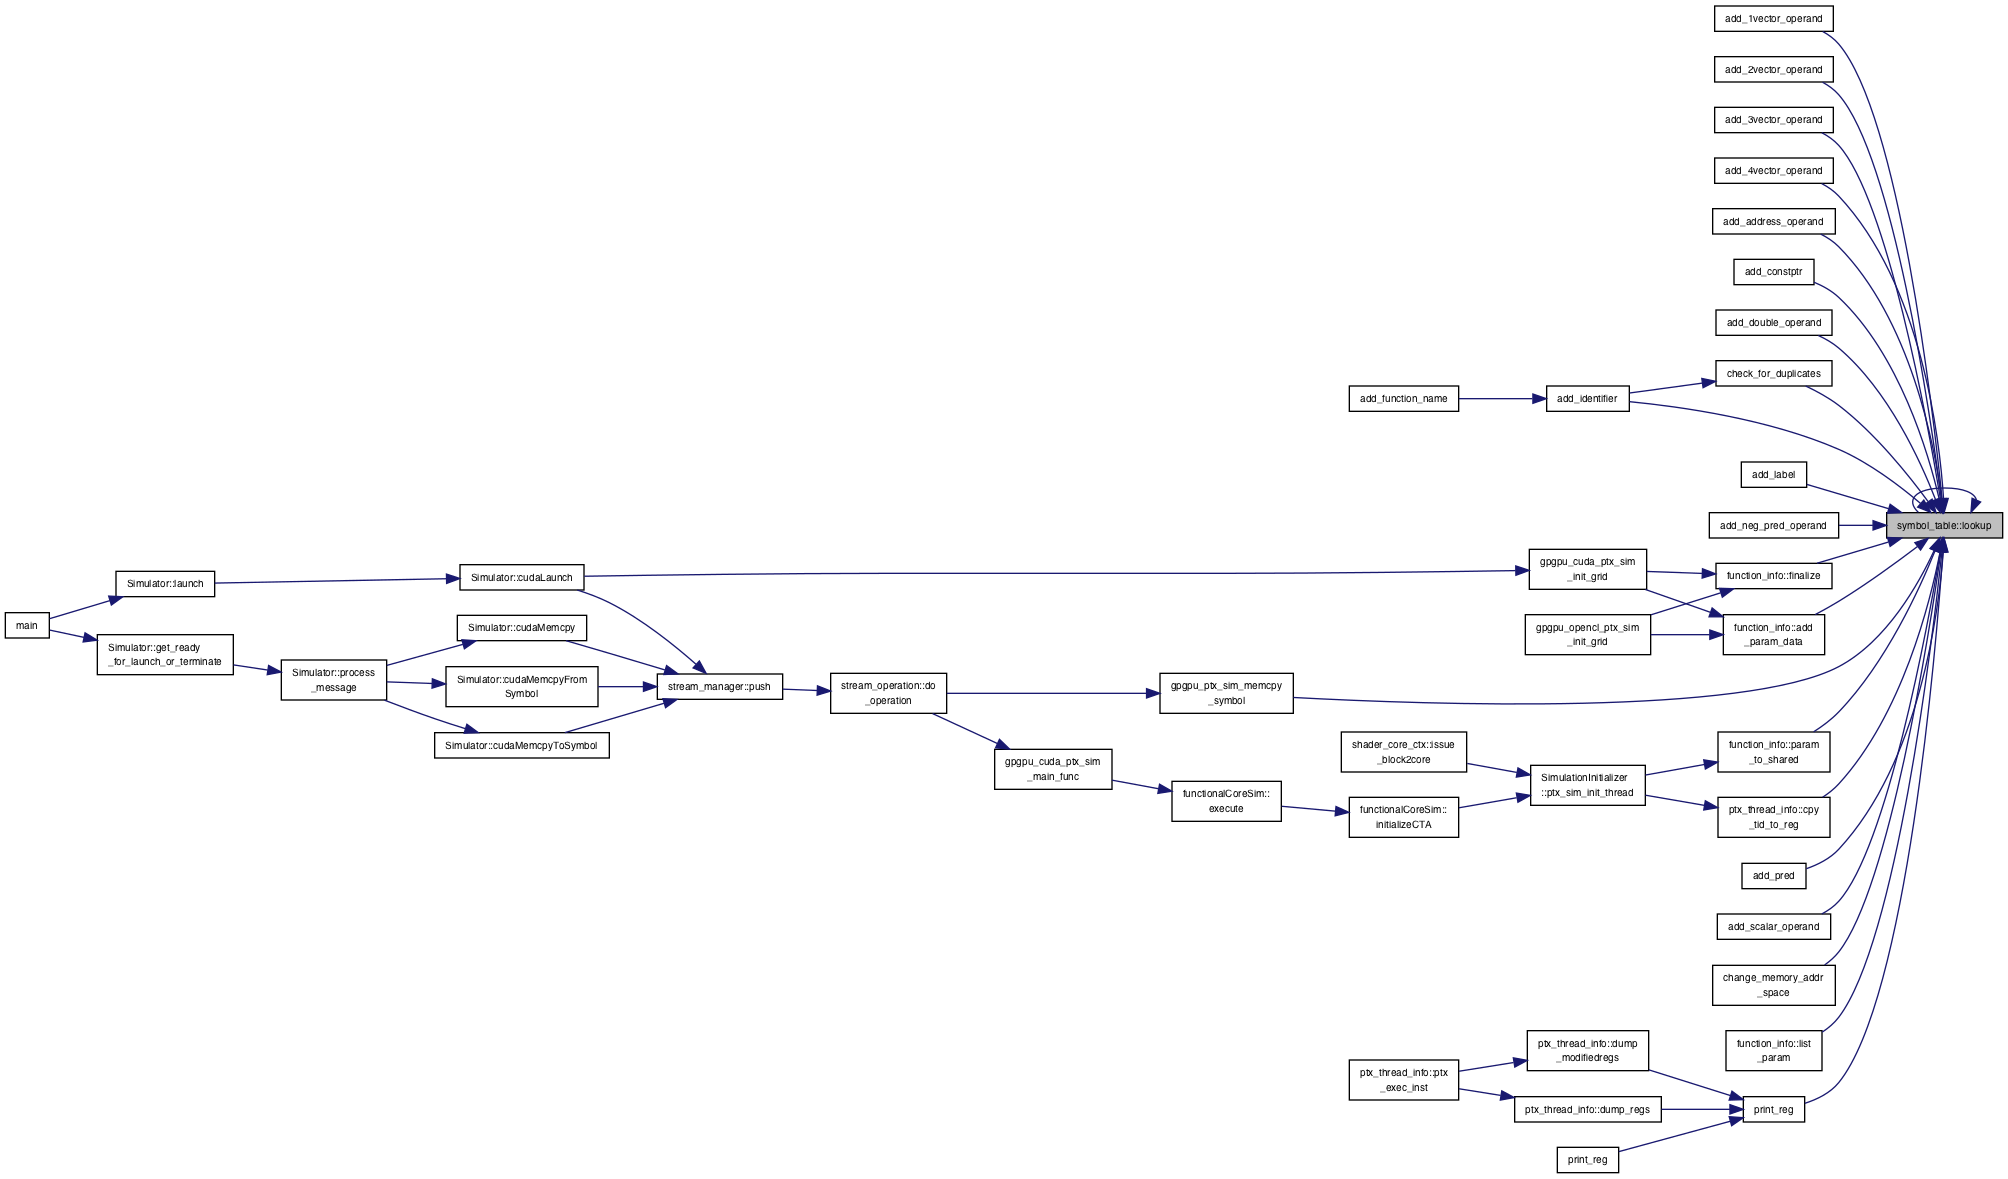 add_1vector_operand
add_2vector_operand
add_3vector_operand
add_4vector_operand
add_address_operand
add_constptr
add_double_operand
check_for_duplicates
add_function_name
add_identifier
add_label
symbol_table::lookup
add_neg_pred_operand
gpgpu_cuda_ptx_sim
_init_grid
function_info::finalize
Simulator::cudaLaunch
Simulator::launch
main
Simulator::cudaMemcpy
gpgpu_opencl_ptx_sim
_init_grid
function_info::add
_param_data
Simulator::get_ready
_for_launch_or_terminate
Simulator::process
_message
Simulator::cudaMemcpyFrom
Symbol
stream_manager::push
stream_operation::do
_operation
gpgpu_ptx_sim_memcpy
_symbol
Simulator::cudaMemcpyToSymbol
shader_core_ctx::issue
_block2core
function_info::param
_to_shared
gpgpu_cuda_ptx_sim
_main_func
SimulationInitializer
::ptx_sim_init_thread
functionalCoreSim::
execute
functionalCoreSim::
initializeCTA
ptx_thread_info::cpy
_tid_to_reg
add_pred
add_scalar_operand
change_memory_addr
_space
function_info::list
_param
ptx_thread_info::dump
_modifiedregs
ptx_thread_info::ptx
_exec_inst
ptx_thread_info::dump_regs
print_reg
print_reg